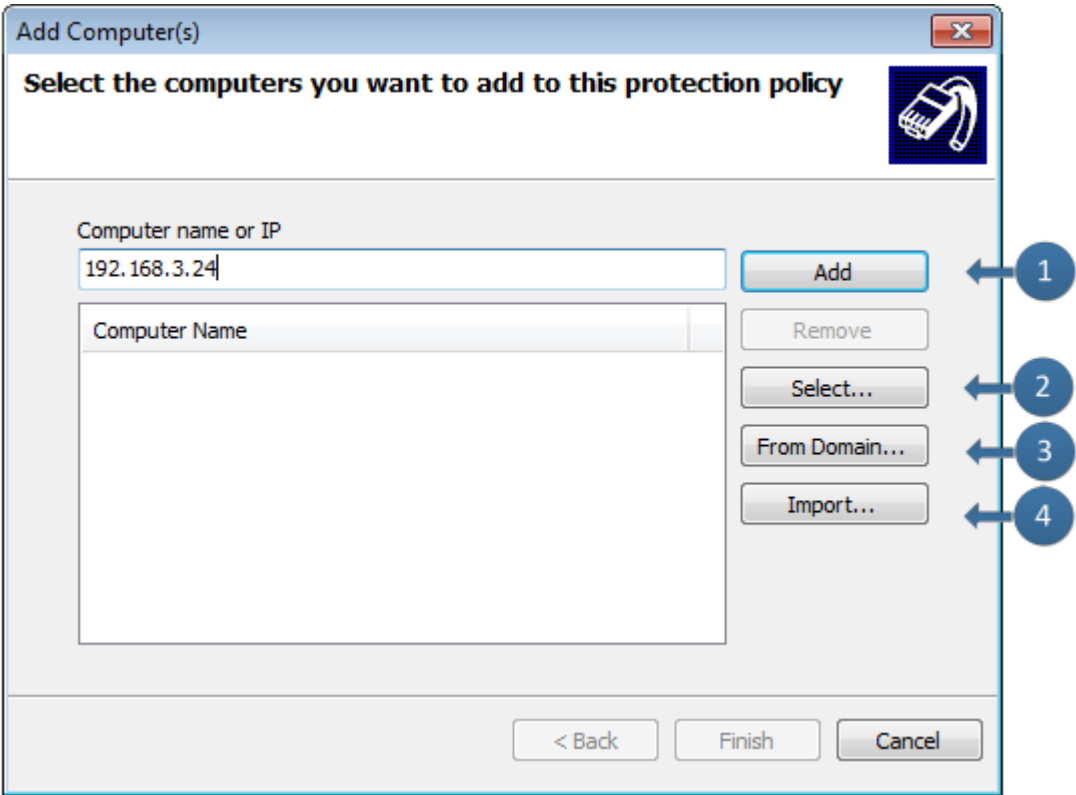 Add Computer(s)
Select the computers you want to add to this protection policy
Computer name or IP
192.168.3.24
Add
1
Computer Name
Remove
Select...
2
From Domain...
3
Import...
4
< Back
Finish
Cancel